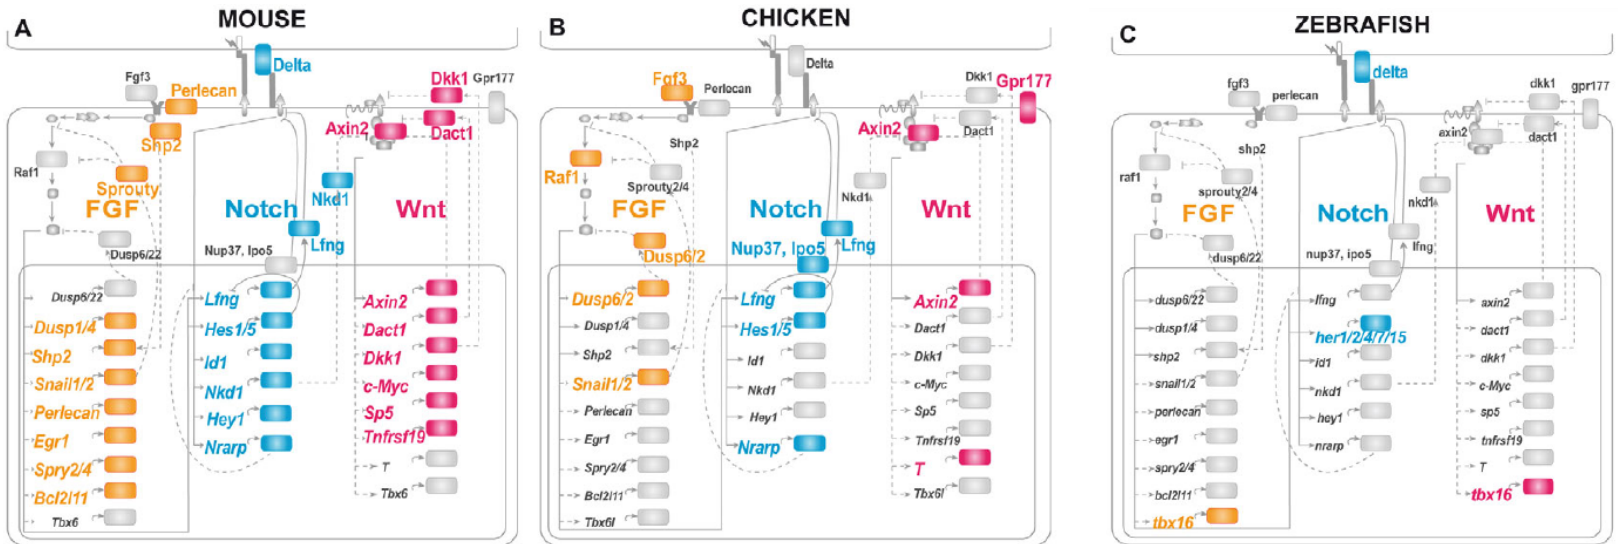 A
MOUSE
Fgf3
Perlecan
Delta
Dkk1
Gpr177
Shp2
Axin2
Dact1
Raf1
Sprouty
FGF
Notch
Nkd1
Wnt
Lfng
Dusp6/22
Nup37, Ipo5
Dusp6/22
Dusp1/4
Shp2
Snail1/2
Perlecan
Egr1
Spry2/4
Bcl2l11
Tbx6
Lfng
Hes1/5
Id1
Nkd1
Hey1
Nrarp
Axin2
Dact1
Dkk1
c-Myc
Sp5
Tnfrsf19
T
Tbx6
B
CHICKEN
Fgf3
Perlecan
Delta
Dkk1
Gpr177
Shp2
Axin2
Dact1
Raf1
Sprouty2/4
Nkd1
FGF
Notch
Wnt
Lfng
Dusp6/2
Nup37, Ipo5
Dusp6/2
Dusp1/4
Shp2
Snail1/2
Perlecan
Egr1
Spry2/4
Bcl2l11
Tbx6l
Lfng
Hes1/5
Id1
Nkd1
Hey1
Nrarp
Axin2
Dact1
Dkk1
c-Myc
Sp5
Tnfrsf19
T
Tbx6l
C
ZEBRAFISH
fgf3
perlecan
delta
dkk1
gpr177
shp2
axin2
dact1
raf1
sprouty2/4
nkd1
FGF
Notch
Wnt
lfng
dusp6/22
nup37, ipo5
dusp6/22
dusp1/4
shp2
snail1/2
perlecan
egr1
spry2/4
bcl2l11
tbx16
lfng
her1/2/4/7/15
id1
nkd1
hey1
nrarp
axin2
dact1
dkk1
c-Myc
sp5
tnfrsf19
T
tbx16